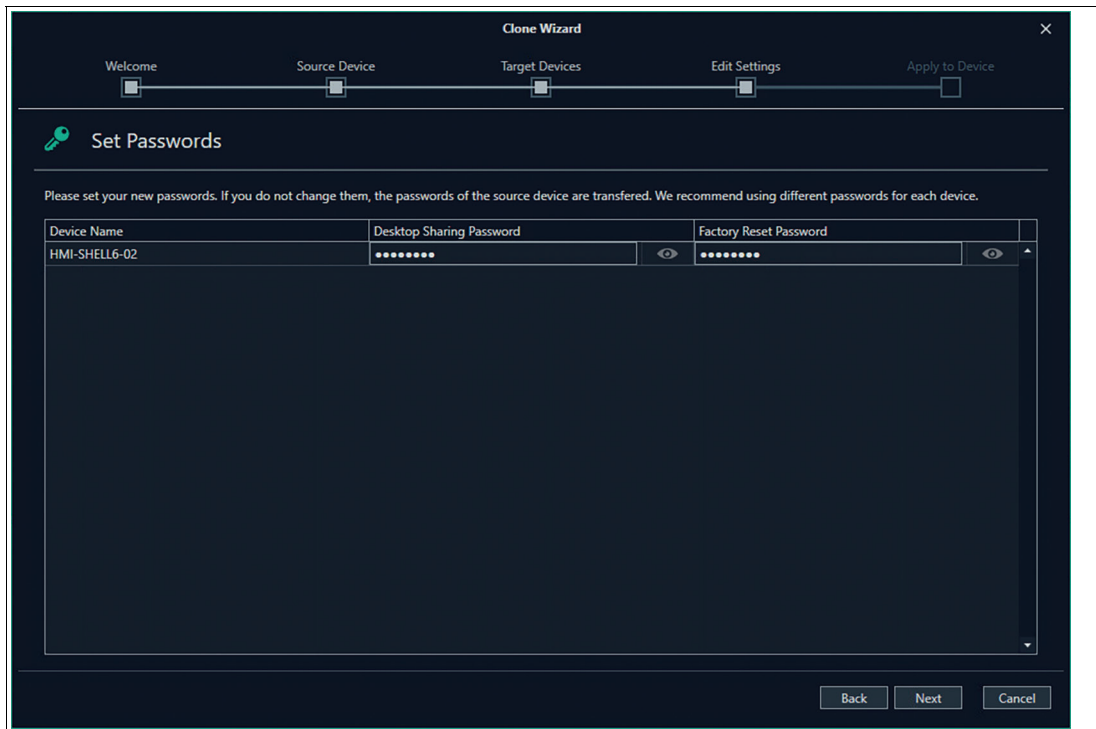 Clone Wizard
Welcome Source Device Target Devices Edit Settings Apply to Device
Set Passwords
Please set your new passwords. If you do not change them, the passwords of the source device are transfered. We recommend using different passwords for each device.
Device Name Desktop Sharing Password Factory Reset Password
HMI-SHELL6-02 •••••••• ••••••••
Back Next Cancel